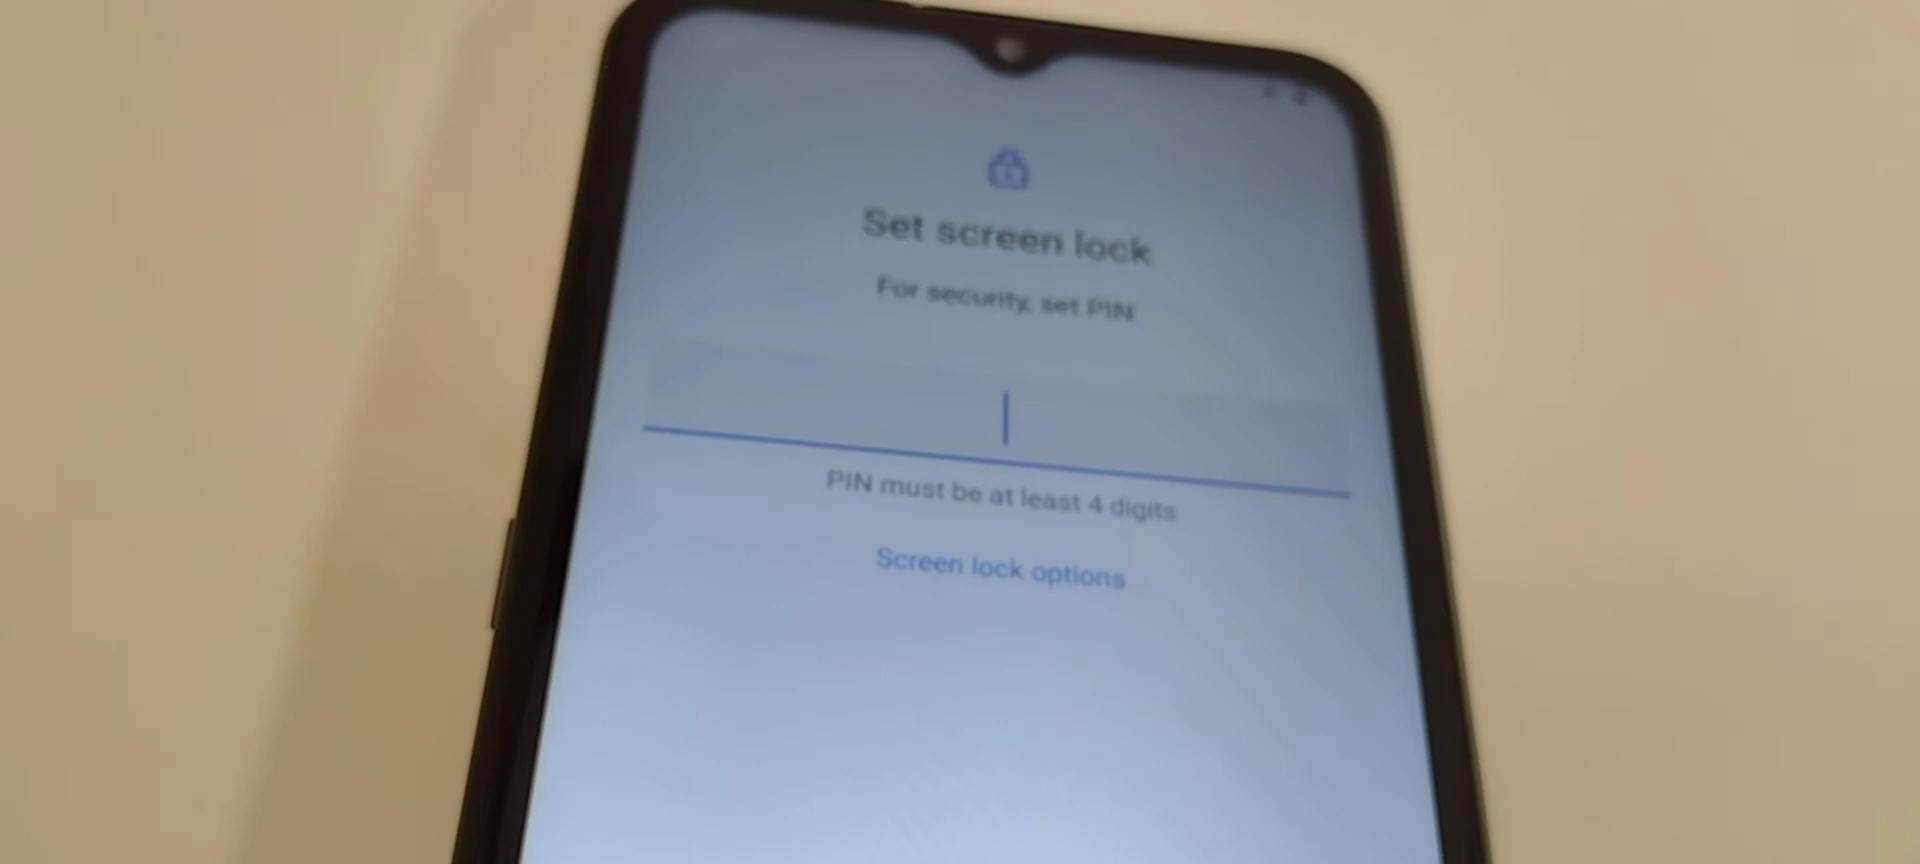 Set screen lock
For security, set PIN
PIN must be at least 4 digits
Screen lock options